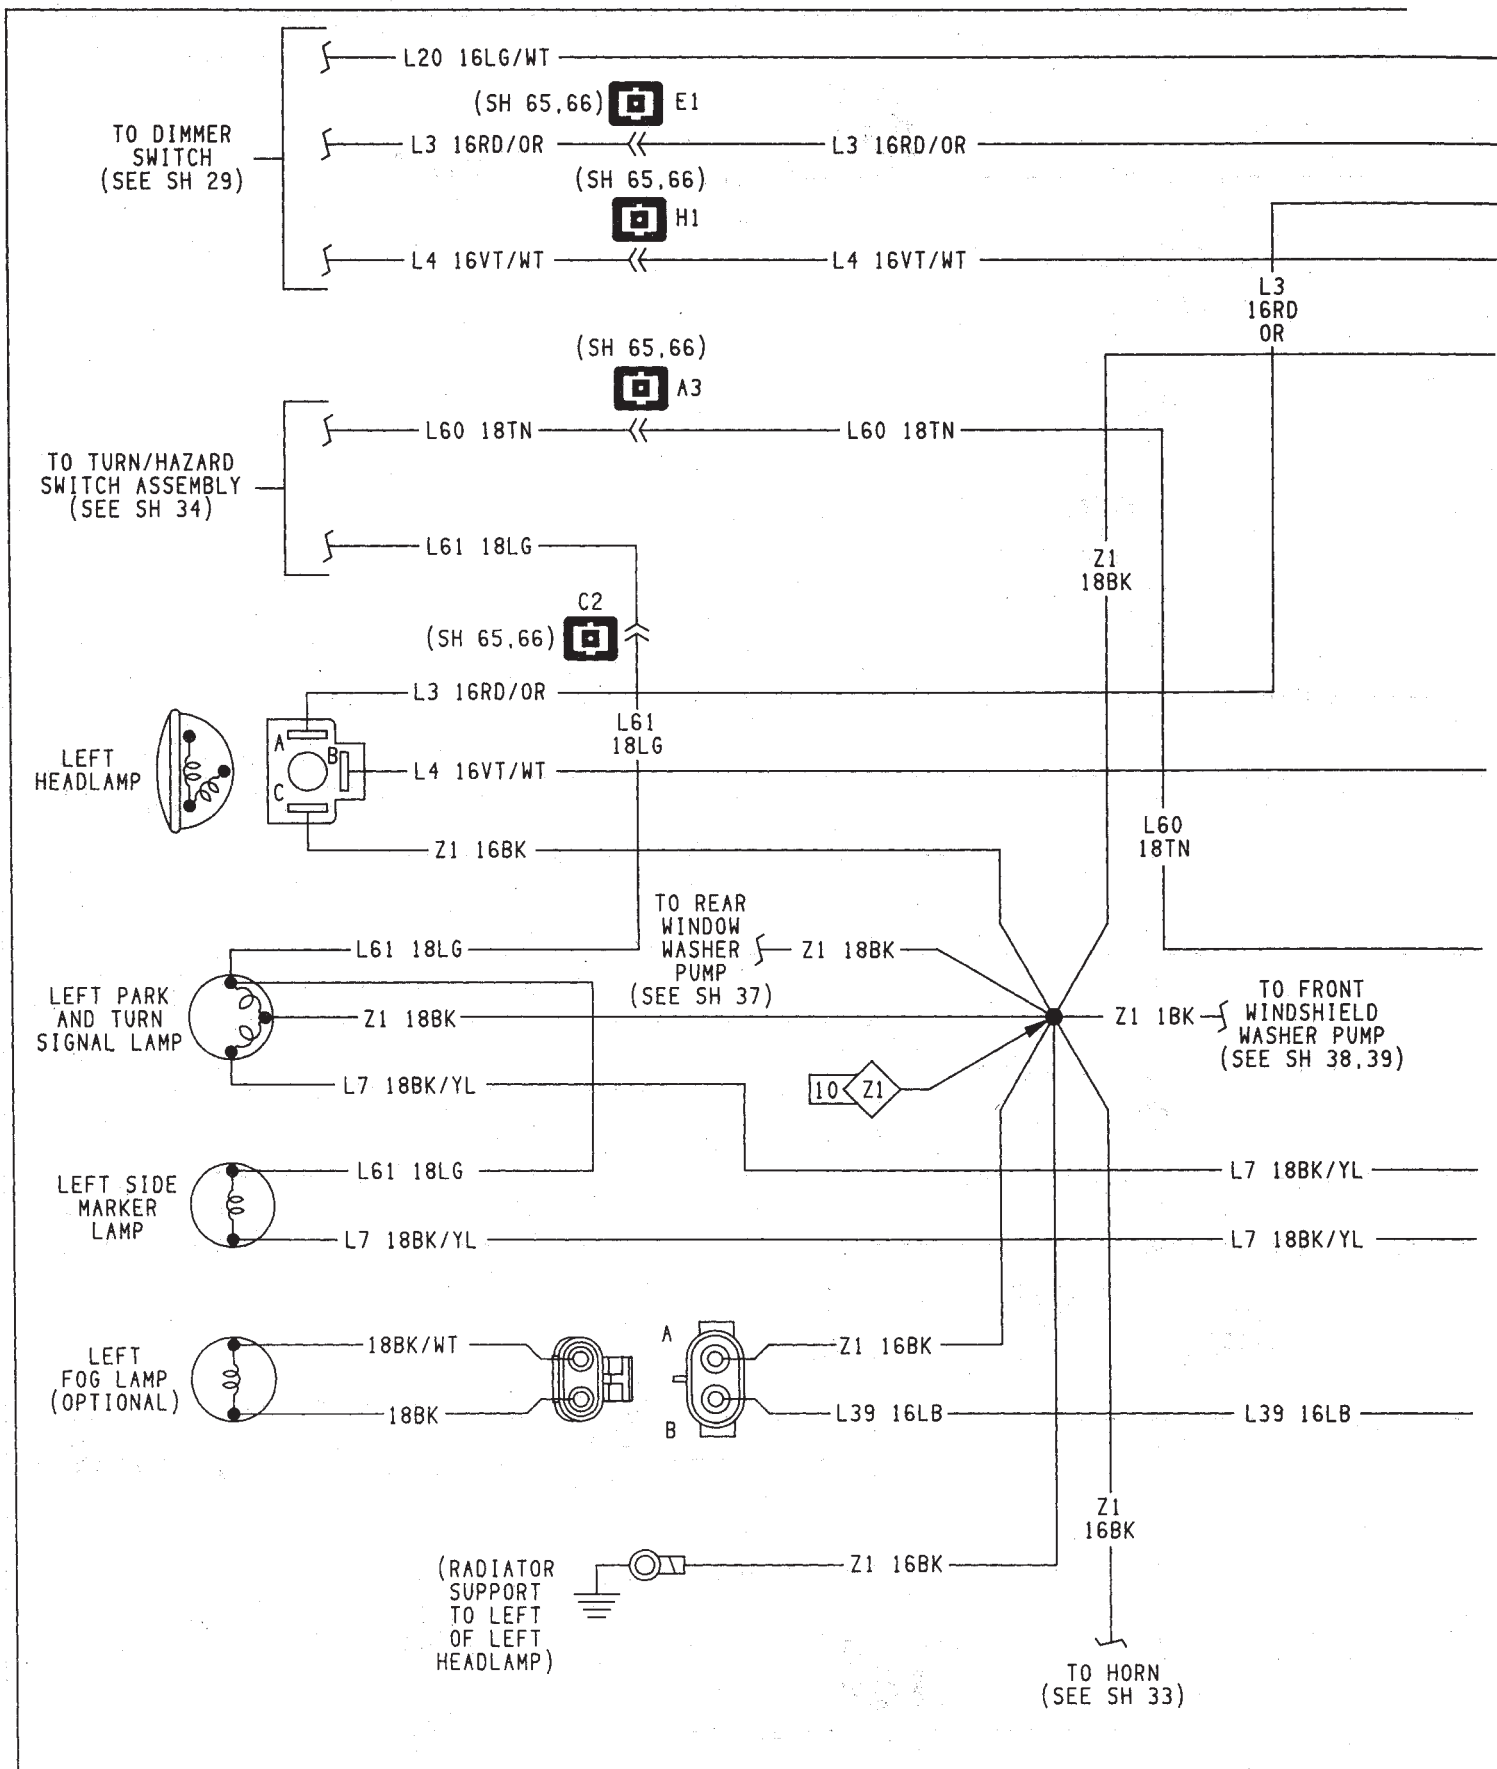 L20 16LG/WT
(SH 65,66) E1
TO DIMMER
SWITCH
(SEE SH 29)
L3 16RD/OR
L3 16RD/OR
(SH 65,66)
H1
L4 16VT/WT
L4 16VT/WT
L3
16RD
OR
(SH 65,66)
A3
L60 18TN
L60 18TN
TO TURN/HAZARD
SWITCH ASSEMBLY
(SEE SH 34)
L61 18LG
Z1
18BK
C2
(SH 65,66)
L3 16RD/OR
L61
18LG
LEFT
HEADLAMP
A
B
C
L4 16VT/WT
L60
18TN
Z1 16BK
TO REAR
WINDOW
WASHER
PUMP
(SEE SH 37)
Z1 18BK
L61 18LG
LEFT PARK
AND TURN
SIGNAL LAMP
Z1 18BK
Z1 1BK
TO FRONT
WINDSHIELD
WASHER PUMP
(SEE SH 38,39)
L7 18BK/YL
10 Z1
LEFT SIDE
MARKER
LAMP
L61 18LG
L7 18BK/YL
L7 18BK/YL
L7 18BK/YL
LEFT
FOG LAMP
(OPTIONAL)
18BK/WT
A
Z1 16BK
18BK
B
L39 16LB
L39 16LB
Z1
16BK
(RADIATOR
SUPPORT
TO LEFT
OF LEFT
HEADLAMP)
Z1 16BK
TO HORN
(SEE SH 33)